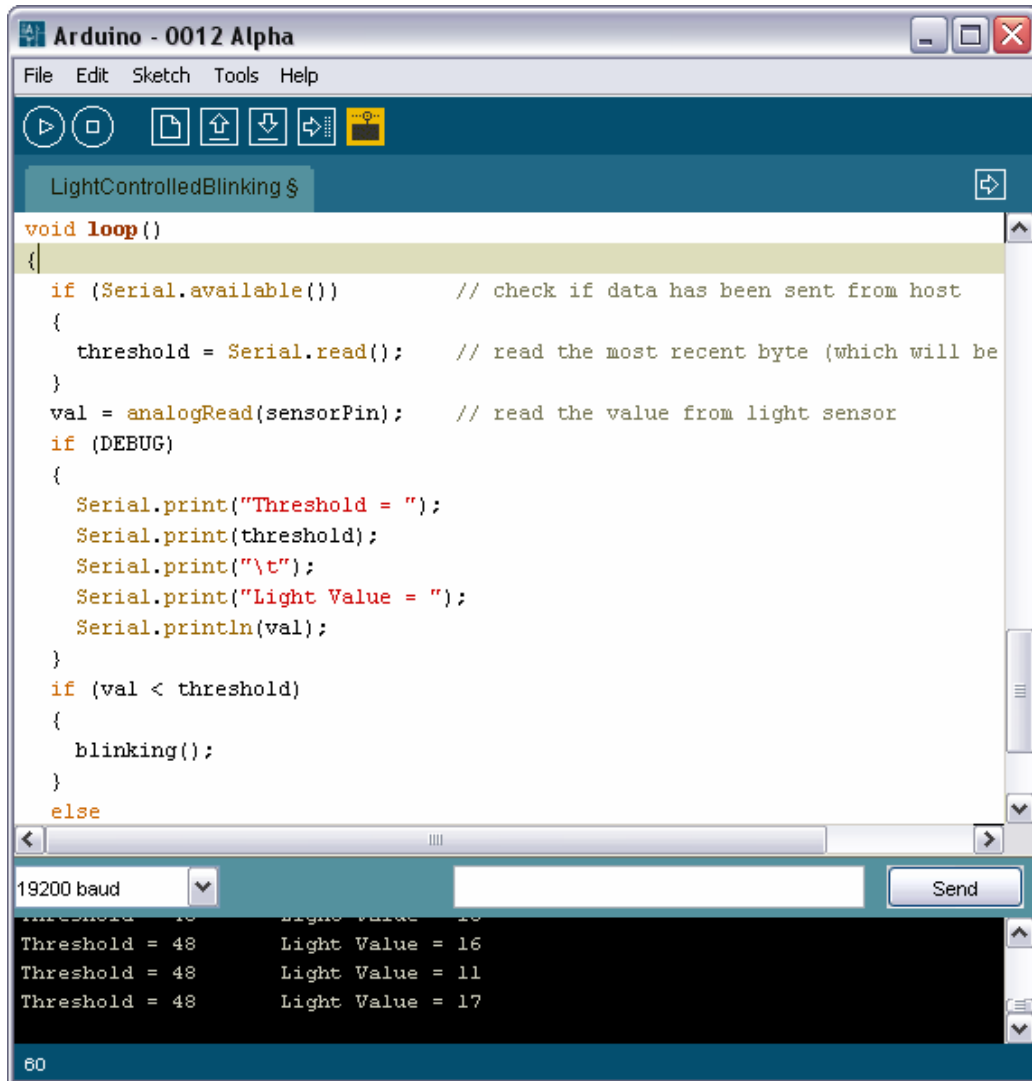 Arduino - 0012 Alpha
File Edit Sketch Tools Help
LightControlledBlinking §
void loop()
{
if (Serial.available()) // check if data has been sent from host
{
threshold = Serial.read(); // read the most recent byte (which will be
}
val = analogRead(sensorPin); // read the value from light sensor
if (DEBUG)
{
Serial.print("Threshold = ");
Serial.print(threshold);
Serial.print("\t");
Serial.print("Light Value = ");
Serial.println(val);
}
if (val < threshold)
{
blinking();
}
else
19200 baud Send
Threshold = 48 Light Value = 16
Threshold = 48 Light Value = 11
Threshold = 48 Light Value = 17
60